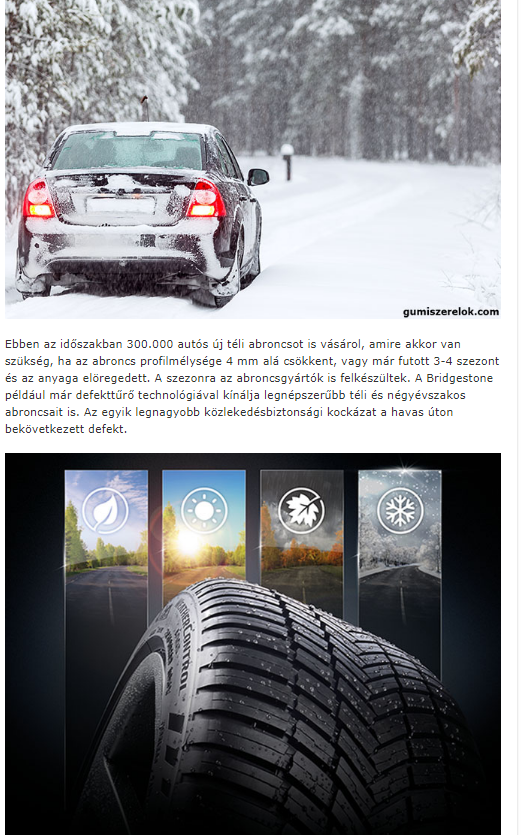 gumiszerelok.com
Ebben az időszakban 300.000 autós új téli abroncsot is vásárol, amire akkor van
szükség, ha az abroncs profilmélysége 4 mm alá csökkent, vagy már futott 3-4 szezont
és az anyaga elöregedett. A szezonra az abroncsgyártók is felkészültek. A Bridgestone
például már defekttűrő technológiával kínálja legnépszerűbb téli és négyévszakos
abroncsait is. Az egyik legnagyobb közlekedésbiztonsági kockázat a havas úton
bekövetkezett defekt.